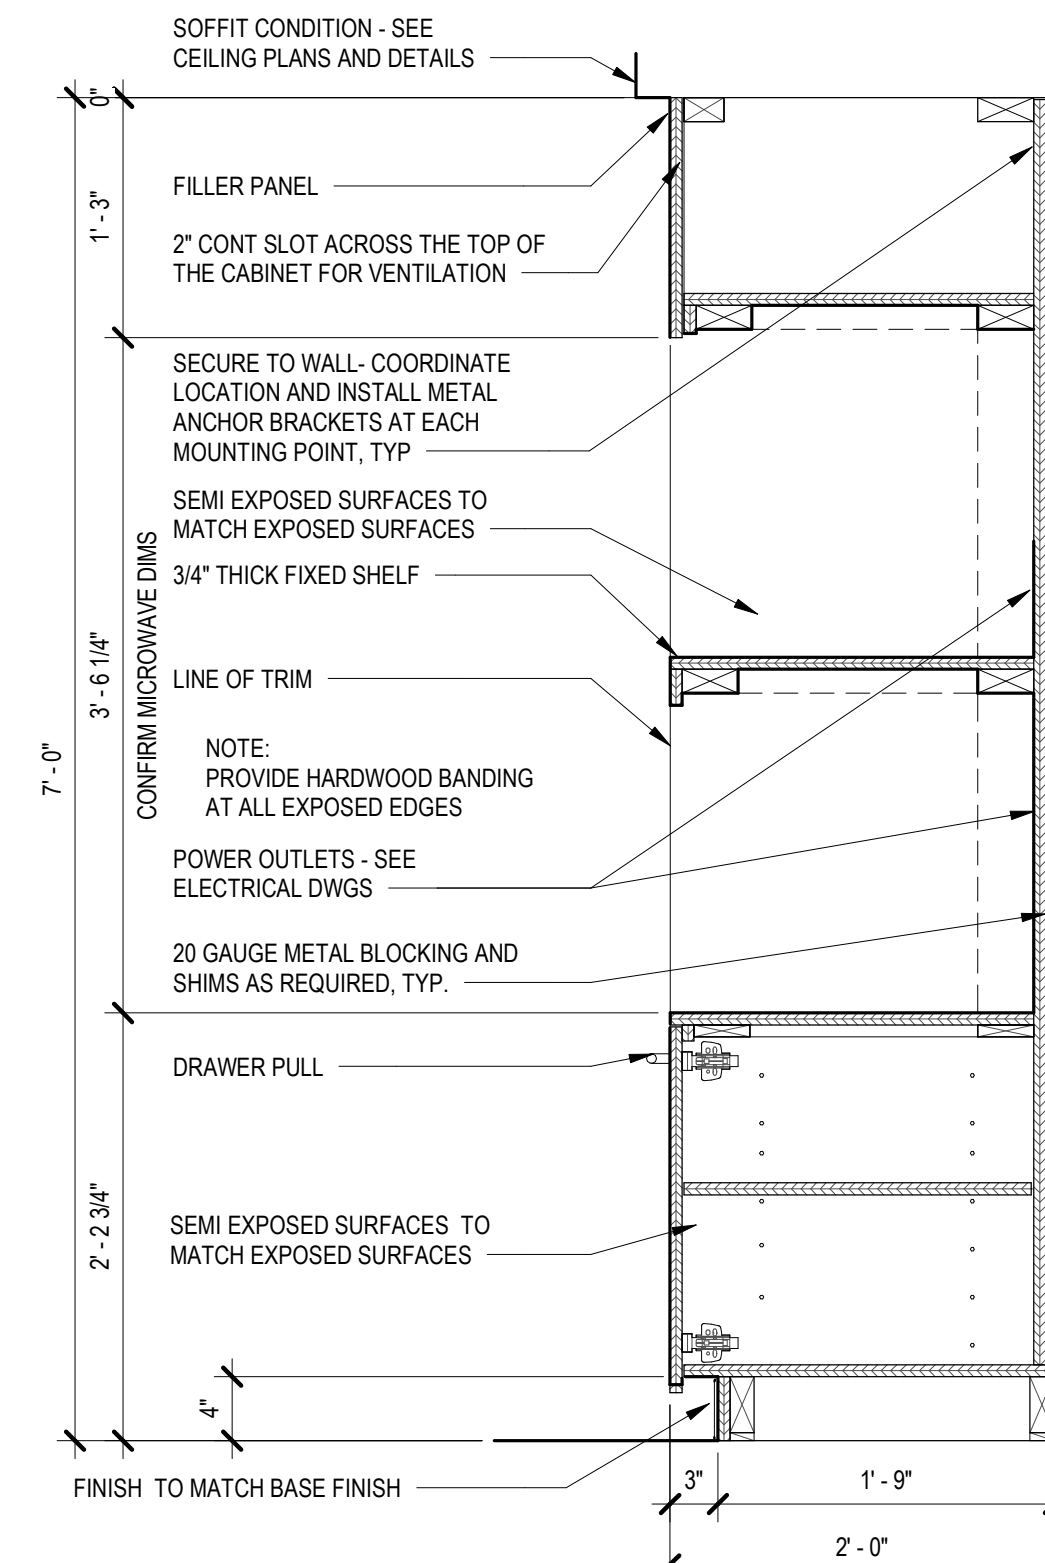 SOFFIT CONDITION - SEE
CEILING PLANS AND DETAILS
0"
FILLER PANEL
1' - 3"
2" CONT SLOT ACROSS THE TOP OF
THE CABINET FOR VENTILATION
SECURE TO WALL- COORDINATE
LOCATION AND INSTALL METAL
ANCHOR BRACKETS AT EACH
MOUNTING POINT, TYP
SEMI EXPOSED SURFACES TO
MATCH EXPOSED SURFACES
3/4" THICK FIXED SHELF
3' - 6 1/4"
CONFIRM MICROWAVE DIMS
LINE OF TRIM
7' - 0"
NOTE:
PROVIDE HARDWOOD BANDING
AT ALL EXPOSED EDGES
POWER OUTLETS - SEE
ELECTRICAL DWGS
20 GAUGE METAL BLOCKING AND
SHIMS AS REQUIRED, TYP.
DRAWER PULL
2' - 2 3/4"
SEMI EXPOSED SURFACES TO
MATCH EXPOSED SURFACES
4"
FINISH TO MATCH BASE FINISH
3"
1' - 9"
2' - 0"